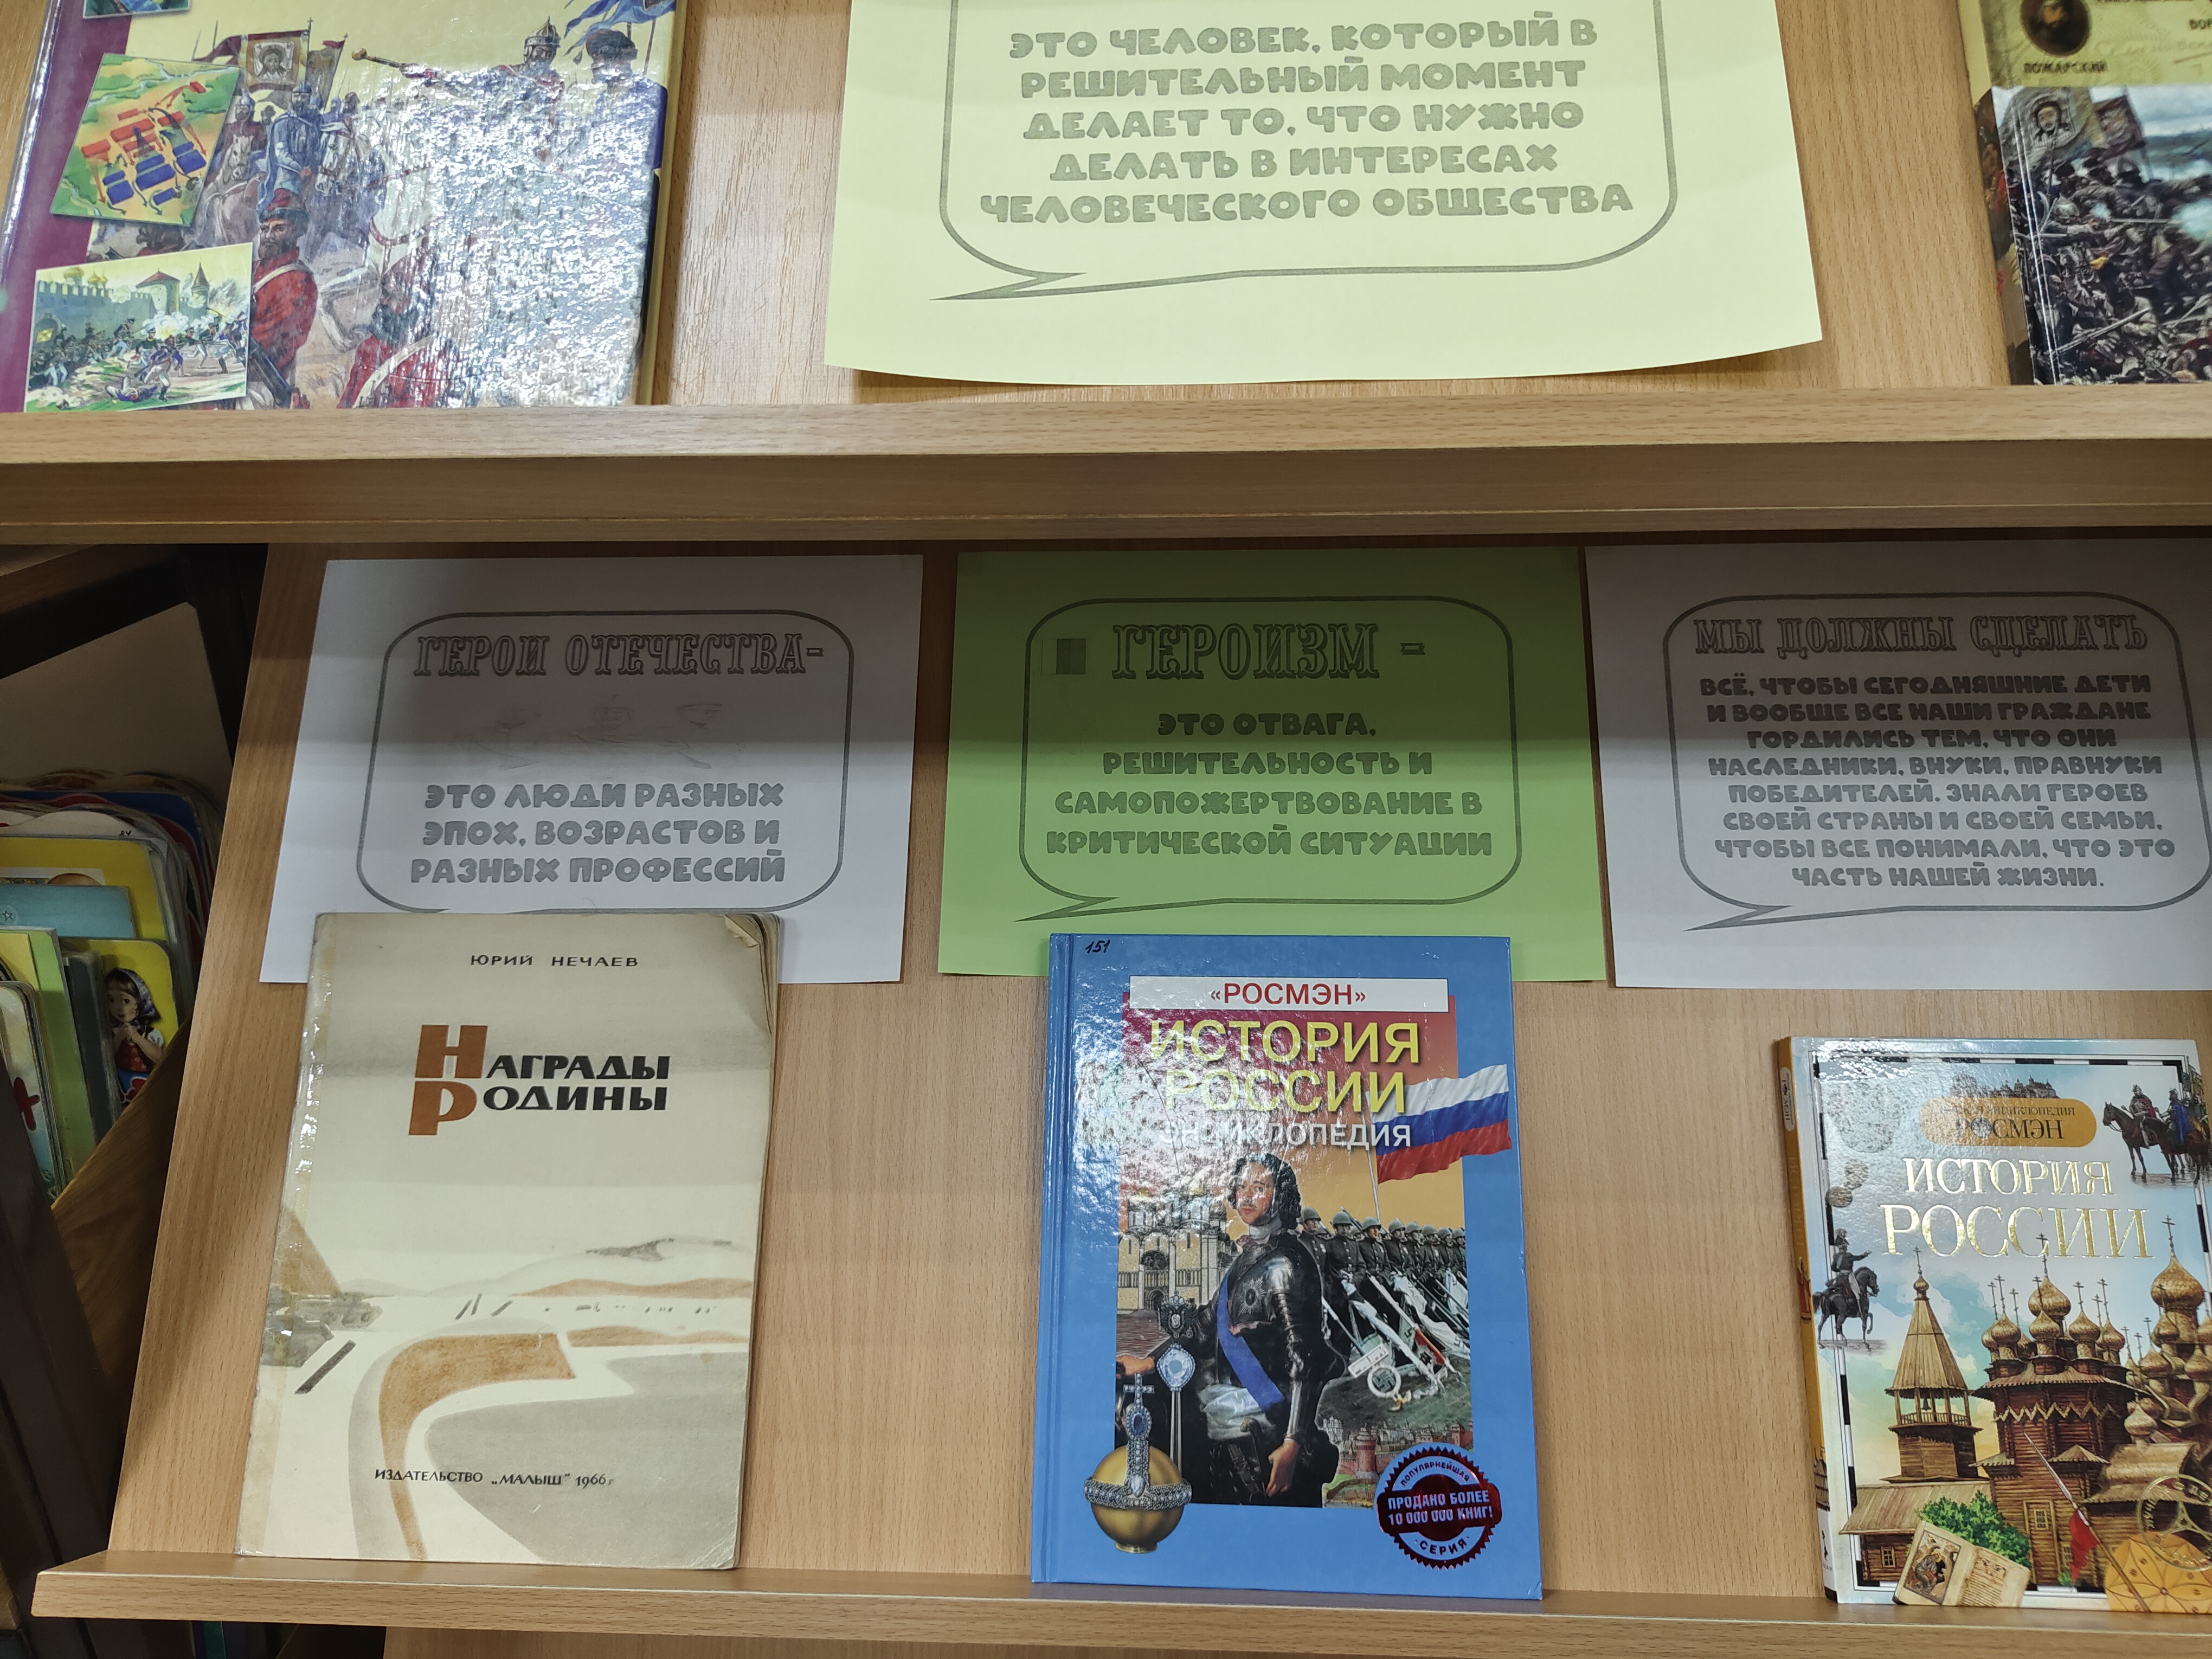 ЭТО ЧЕЛОВЕК, КОТОРЫЙ В
РЕШИТЕЛЬНЫЙ МОМЕНТ
ДЕЛАЕТ ТО, ЧТО НУЖНО
ДЕЛАТЬ В ИНТЕРЕСАХ
ЧЕЛОВЕЧЕСКОГО ОБЩЕСТВА
ПОЖАРСКИЙ
ГЕРОИ ОТЕЧЕСТВА-
ЭТО ЛЮДИ РАЗНЫХ
ЭПОХ, ВОЗРАСТОВ И
РАЗНЫХ ПРОФЕССИЙ
ГЕРОИЗМ -
ЭТО ОТВАГА,
РЕШИТЕЛЬНОСТЬ И
САМОПОЖЕРТВОВАНИЕ В
КРИТИЧЕСКОЙ СИТУАЦИИ
МЫ ДОЛЖНЫ СДЕЛАТЬ
ВСЁ, ЧТОБЫ СЕГОДНЯШНИЕ ДЕТИ
И ВООБЩЕ ВСЕ НАШИ ГРАЖДАНЕ
ГОРДИЛИСЬ ТЕМ, ЧТО ОНИ
НАСЛЕДНИКИ, ВНУКИ, ПРАВНУКИ
ПОБЕДИТЕЛЕЙ. ЗНАЛИ ГЕРОЕВ
СВОЕЙ СТРАНЫ И СВОЕЙ СЕМЬИ,
ЧТОБЫ ВСЕ ПОНИМАЛИ, ЧТО ЭТО
ЧАСТЬ НАШЕЙ ЖИЗНИ.
ЮРИЙ НЕЧАЕВ
НАГРАДЫ
РОДИНЫ
ИЗДАТЕЛЬСТВО „МАЛЫШ" 1966 г
151
«РОСМЭН»
ИСТОРИЯ
РОССИИ
ЭНЦИКЛОПЕДИЯ
ПОПУЛЯРНЕЙШАЯ
ПРОДАНО БОЛЕЕ
10 000 000 КНИГ!
СЕРИЯ
ЭНЦИКЛОПЕДИЯ
РОСМЭН
ИСТОРИЯ
РОССИИ